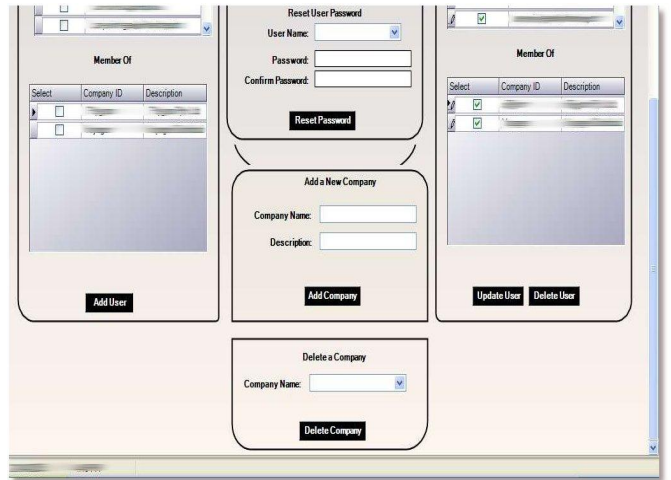 Member Of
Select Company ID Description
Add User
Reset User Password
User Name:
Password:
Confirm Password:
Reset Password
Add a New Company
Company Name:
Description:
Add Company
Delete a Company
Company Name:
Delete Company
Member Of
Select Company ID Description
Update User Delete User